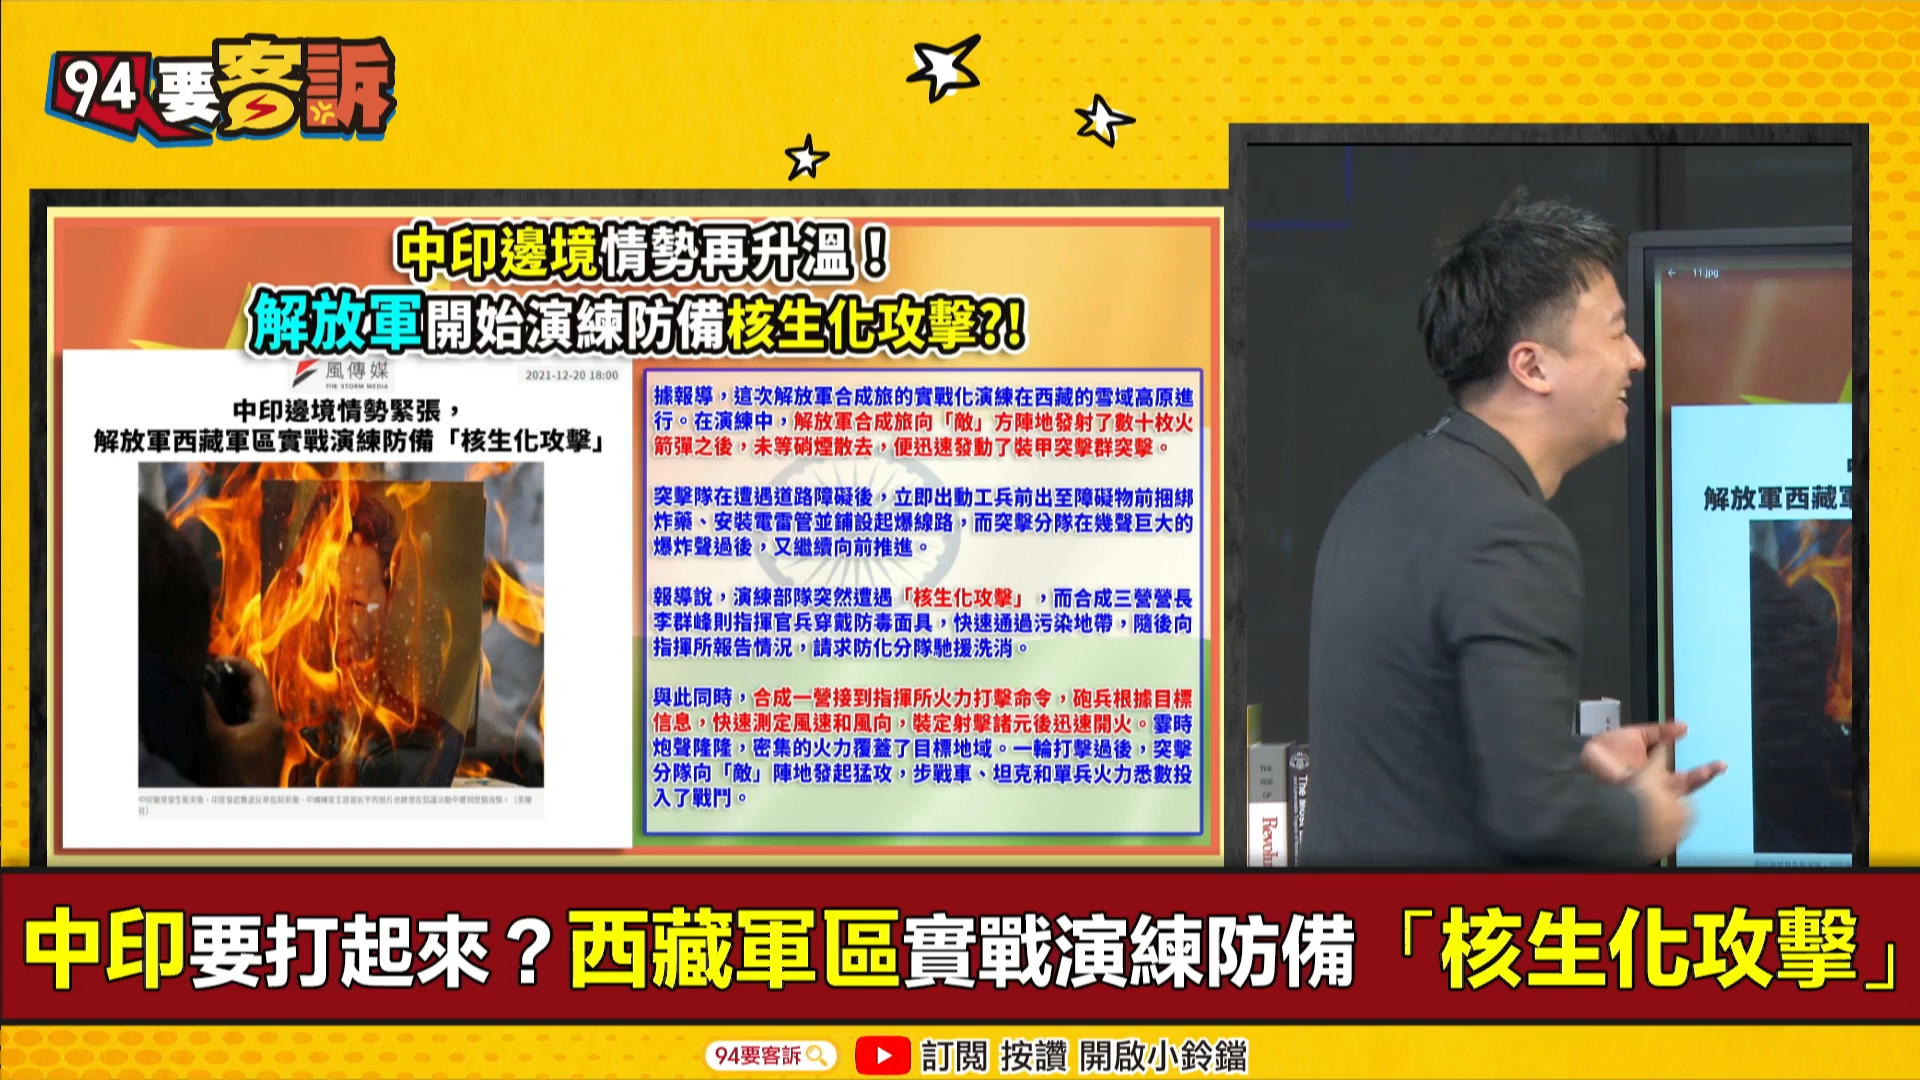 94要客訴
中印邊境情勢再升溫！
解放軍開始演練防備核生化攻擊?!
風傳媒
THE STORM MEDIA
2021-12-20 18:00
中印邊境情勢緊張，
解放軍西藏軍區實戰演練防備「核生化攻擊」
據報導，這次解放軍合成旅的實戰化演練在西藏的雪域高原進
行。在演練中，解放軍合成旅向「敵」方陣地發射了數十枚火
箭彈之後，未等硝煙散去，便迅速發動了裝甲突擊群突擊。
突擊隊在遭遇道路障礙後，立即出動工兵前出至障礙物前捆綁
炸藥、安裝電雷管並鋪設起爆線路，而突擊分隊在幾聲巨大的
爆炸聲過後，又繼續向前推進。
報導說，演練部隊突然遭遇「核生化攻擊」，而合成三營營長
李群峰則指揮官兵穿戴防毒面具，快速通過污染地帶，隨後向
指揮所報告情況，請求防化分隊馳援洗消。
與此同時，合成一營接到指揮所火力打擊命令，砲兵根據目標
信息，快速測定風速和風向，裝定射擊諸元後迅速開火。霎時
炮聲隆隆，密集的火力覆蓋了目標地域。一輪打擊過後，突擊
分隊向「敵」陣地發起猛攻，步戰車、坦克和單兵火力悉數投
入了戰鬥。
11.jpg
解放軍西藏軍
THE AGE OF
Revolu
The Most
中印要打起來？西藏軍區實戰演練防備「核生化攻擊」
94要客訴
訂閱 按讚 開啟小鈴鐺